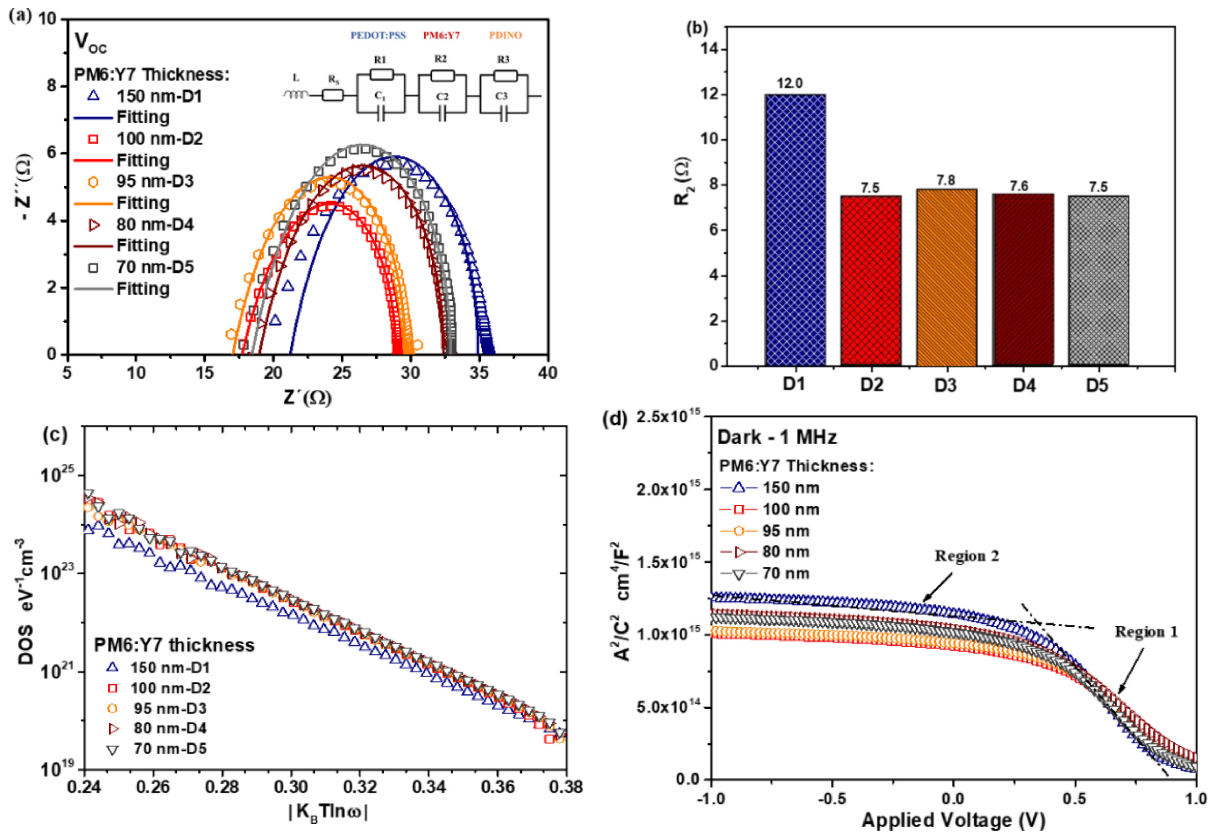 (a)
V_OC
PEDOT:PSS PM6:Y7 PDINO
R1 R2 R3
L R_s
C_1 C2 C3
PM6:Y7 Thickness:
150 nm-D1
Fitting
100 nm-D2
Fitting
95 nm-D3
Fitting
80 nm-D4
Fitting
70 nm-D5
Fitting
- Z´´(Ω)
10
8
6
4
2
0
5 10 15 20 25 30 35 40
Z´(Ω)
(b)
R_2 (Ω)
14
12
10
8
6
4
2
0
12.0
7.5
7.8
7.6
7.5
D1 D2 D3 D4 D5
(c)
DOS eV^-1cm^-3
10^25
10^23
10^21
10^19
PM6:Y7 thickness
150 nm-D1
100 nm-D2
95 nm-D3
80 nm-D4
70 nm-D5
0.24 0.26 0.28 0.30 0.32 0.34 0.36 0.38
|K_BTlnω|
(d)
Dark - 1 MHz
PM6:Y7 Thickness:
150 nm
100 nm
95 nm
80 nm
70 nm
Region 2
Region 1
A^2/C^2 cm^4/F^2
2.5x10^15
2.0x10^15
1.5x10^15
1.0x10^15
5.0x10^14
0.0
-1.0 -0.5 0.0 0.5 1.0
Applied Voltage (V)